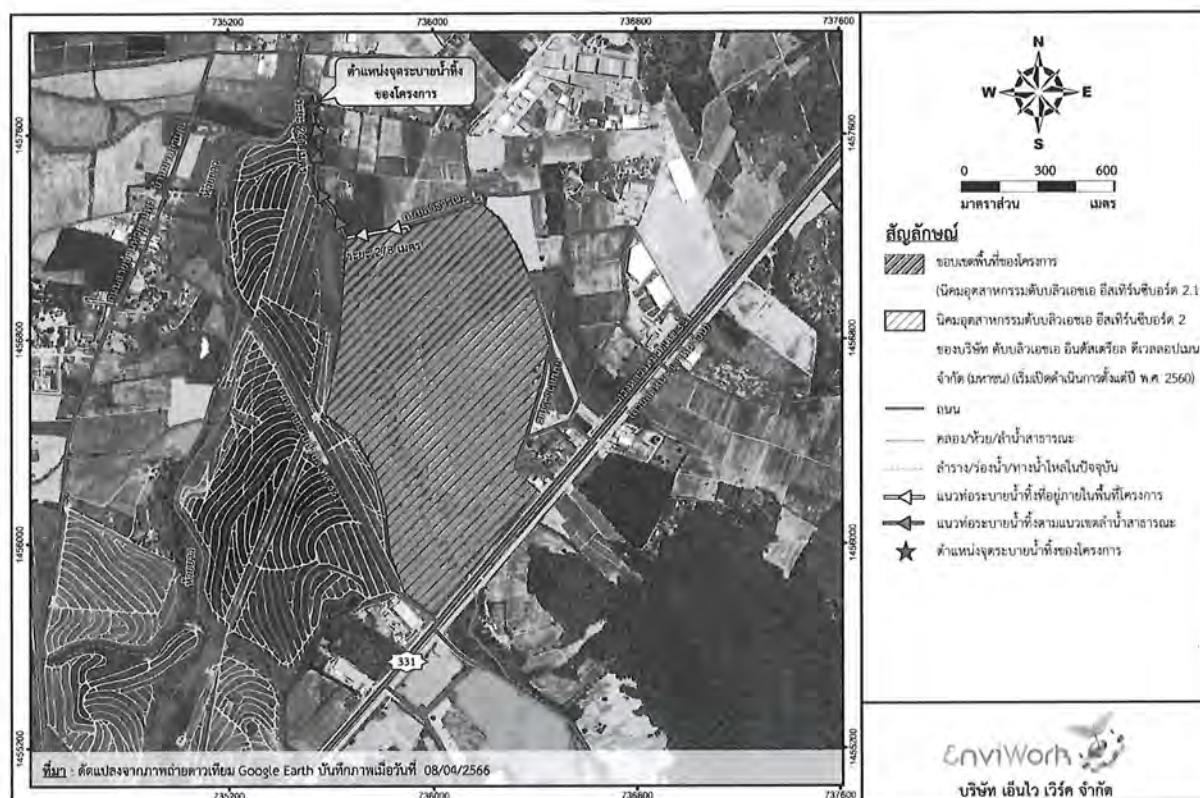 735200
736000
736800
737600
ตำแหน่งจุดระบายน้ำทิ้ง
ของโครงการ
1457600
1457600
ระยะ 278 เมตร
1456800
1456800
1456000
1456000
331
1455200
1455200
ที่มา : ดัดแปลงจากภาพถ่ายดาวเทียม Google Earth บันทึกภาพเมื่อวันที่ 08/04/2566
735200
736000
736800
737600
N
W
E
S
0 300 600
มาตราส่วน เมตร
สัญลักษณ์
ขอบเขตพื้นที่ของโครงการ
(นิคมอุตสาหกรรมดับบลิวเอชเอ อีสเทิร์นซีบอร์ด 2.1
นิคมอุตสาหกรรมดับบลิวเอชเอ อีสเทิร์นซีบอร์ด 2
ของบริษัท ดับบลิวเอชเอ อินดัสเตรียล ดีเวลลอปเมน
จำกัด (มหาชน) (เริ่มเปิดดำเนินการตั้งแต่ปี พ.ศ. 2560)
ถนน
คลอง/ห้วย/ลำน้ำสาธารณะ
ลำราง/ร่องน้ำ/ทางน้ำไหลในปัจจุบัน
แนวท่อระบายน้ำทิ้งที่อยู่ภายในพื้นที่โครงการ
แนวท่อระบายน้ำทิ้งตามแนวเขตลำน้ำสาธารณะ
ตำแหน่งจุดระบายน้ำทิ้งของโครงการ
EnviWork
บริษัท เอ็นไว เวิร์ค จำกัด